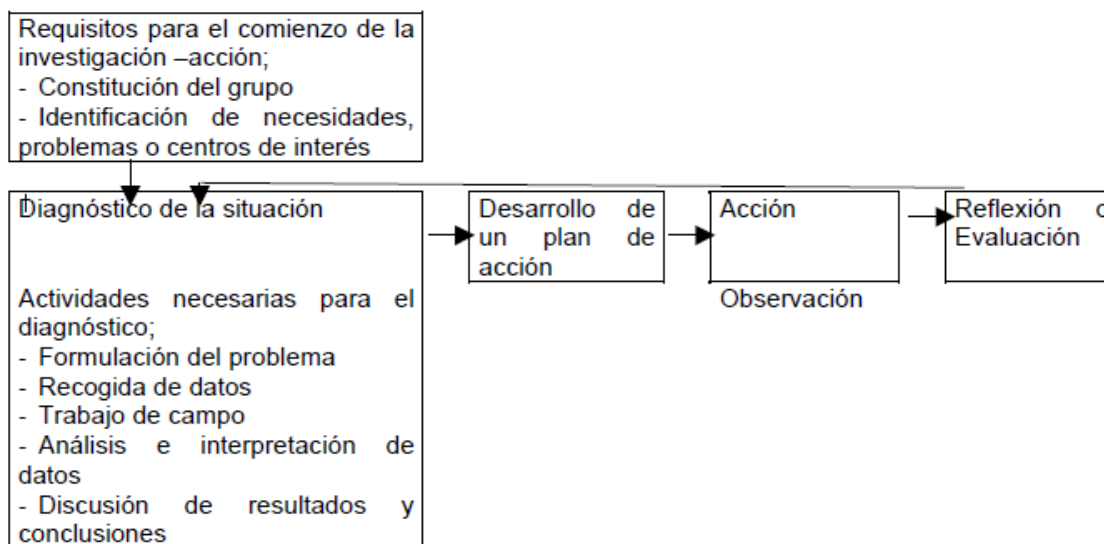 Requisitos para el comienzo de la
investigación –acción;
- Constitución del grupo
- Identificación de necesidades,
problemas o centros de interés
Diagnóstico de la situación
Actividades necesarias para el
diagnóstico;
- Formulación del problema
- Recogida de datos
- Trabajo de campo
- Análisis e interpretación de
datos
- Discusión de resultados y
conclusiones
Desarrollo de
un plan de
acción
Acción
Observación
Reflexión
Evaluación